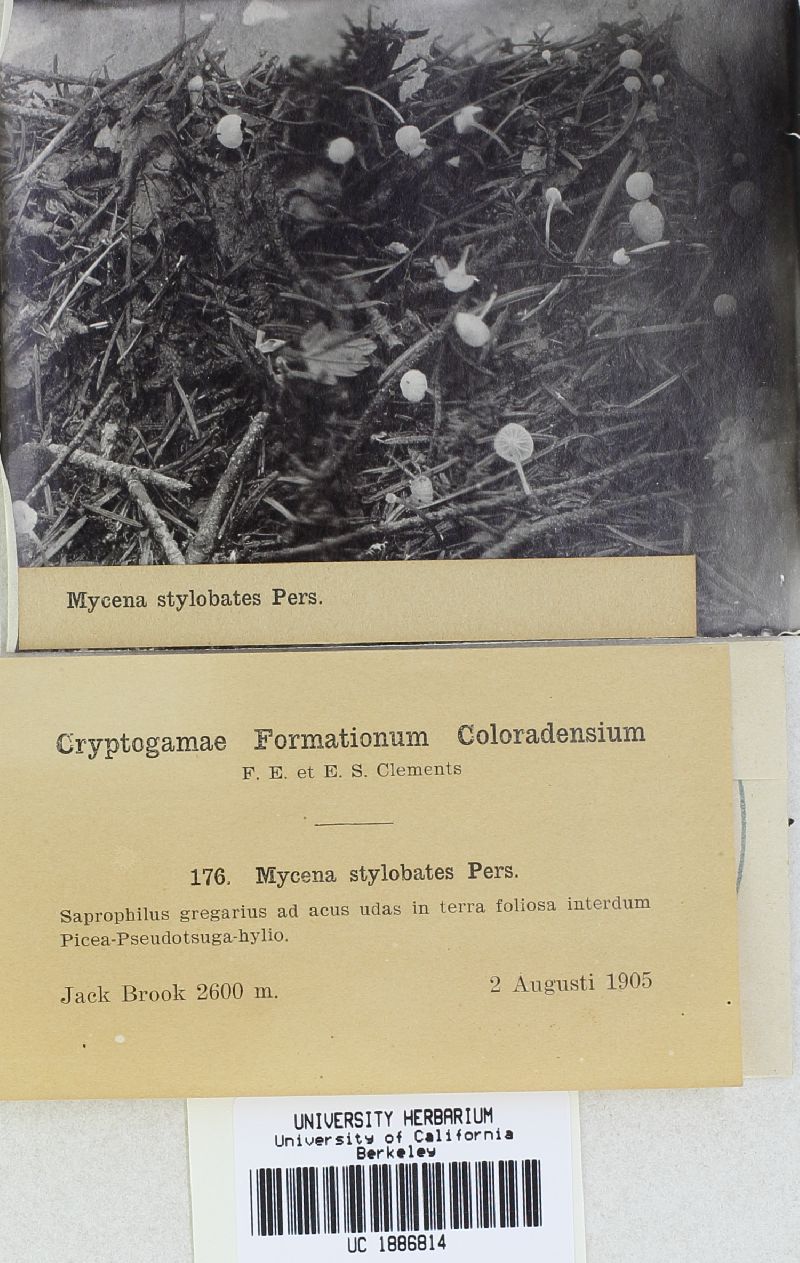 Mycena stylobates Pers.
Cryptogamae Formationum Coloradensium
F. E. et E. S. Clements
176. Mycena stylobates Pers.
Saprophilus gregarius ad acus udas in terra foliosa interdum
Picea-Pseudotsuga-hylio.
Jack Brook 2600 m. 2 Augusti 1905
UNIVERSITY HERBARIUM
University of California
Berkeley
UC 1886814